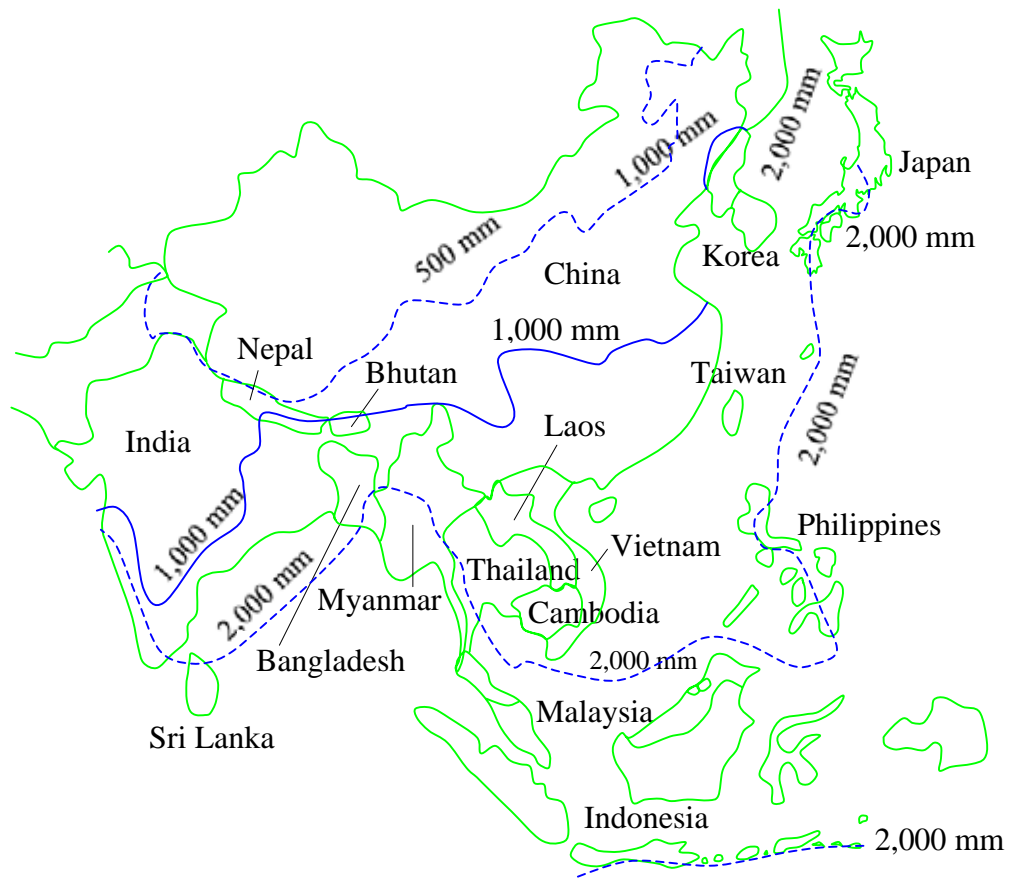 2,000 mm
1,000 mm
Japan
2,000 mm
500 mm
Korea
China
1,000 mm
Nepal
Bhutan
Taiwan
2,000 mm
India
Laos
1,000 mm
Philippines
Vietnam
2,000 mm
Thailand
Myanmar
Cambodia
Bangladesh
2,000 mm
Malaysia
Sri Lanka
Indonesia
2,000 mm